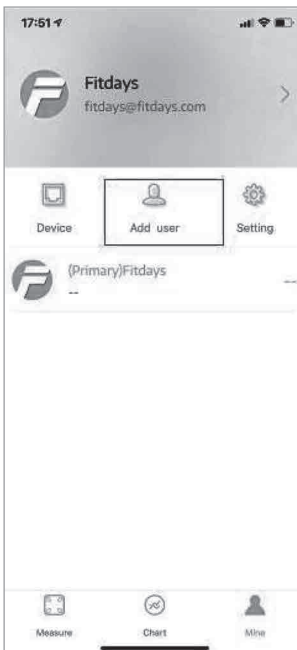 17:51
Fitdays
fitdays@fitdays.com
Device
Add user
Setting
(Primary)Fitdays
--
--
Measure
Chart
Mine